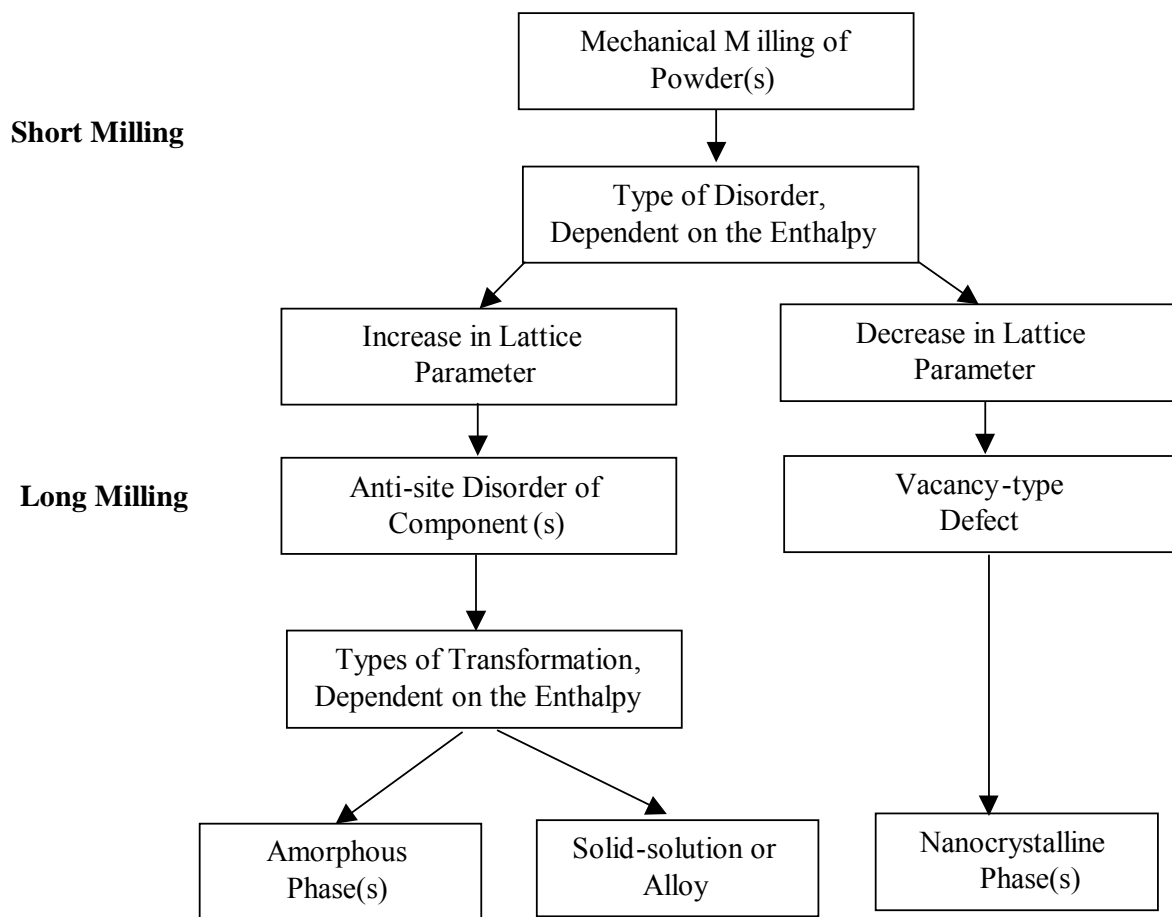 Mechanical Milling of
Powder(s)
Short Milling
Type of Disorder,
Dependent on the Enthalpy
Increase in Lattice
Parameter
Decrease in Lattice
Parameter
Long Milling
Anti-site Disorder of
Component (s)
Vacancy-type
Defect
Types of Transformation,
Dependent on the Enthalpy
Amorphous
Phase(s)
Solid-solution or
Alloy
Nanocrystalline
Phase(s)